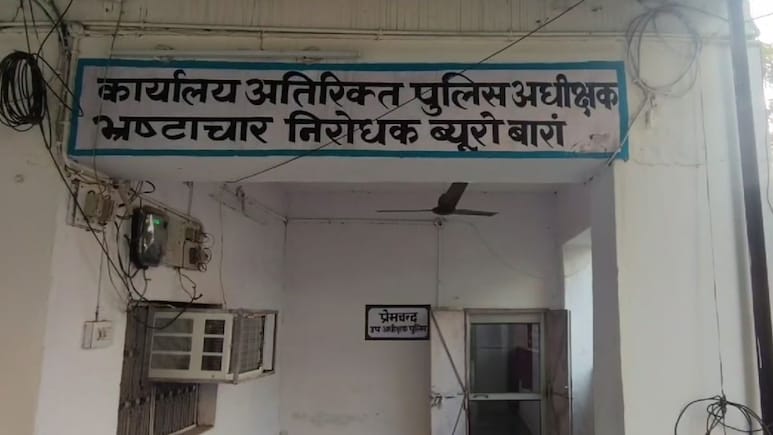 कार्यालय अतिरिक्त पुलिस अधीक्षक
भ्रष्टाचार निरोधक ब्यूरो बारां
प्रेमचन्द
उप अधीक्षक पुलिस